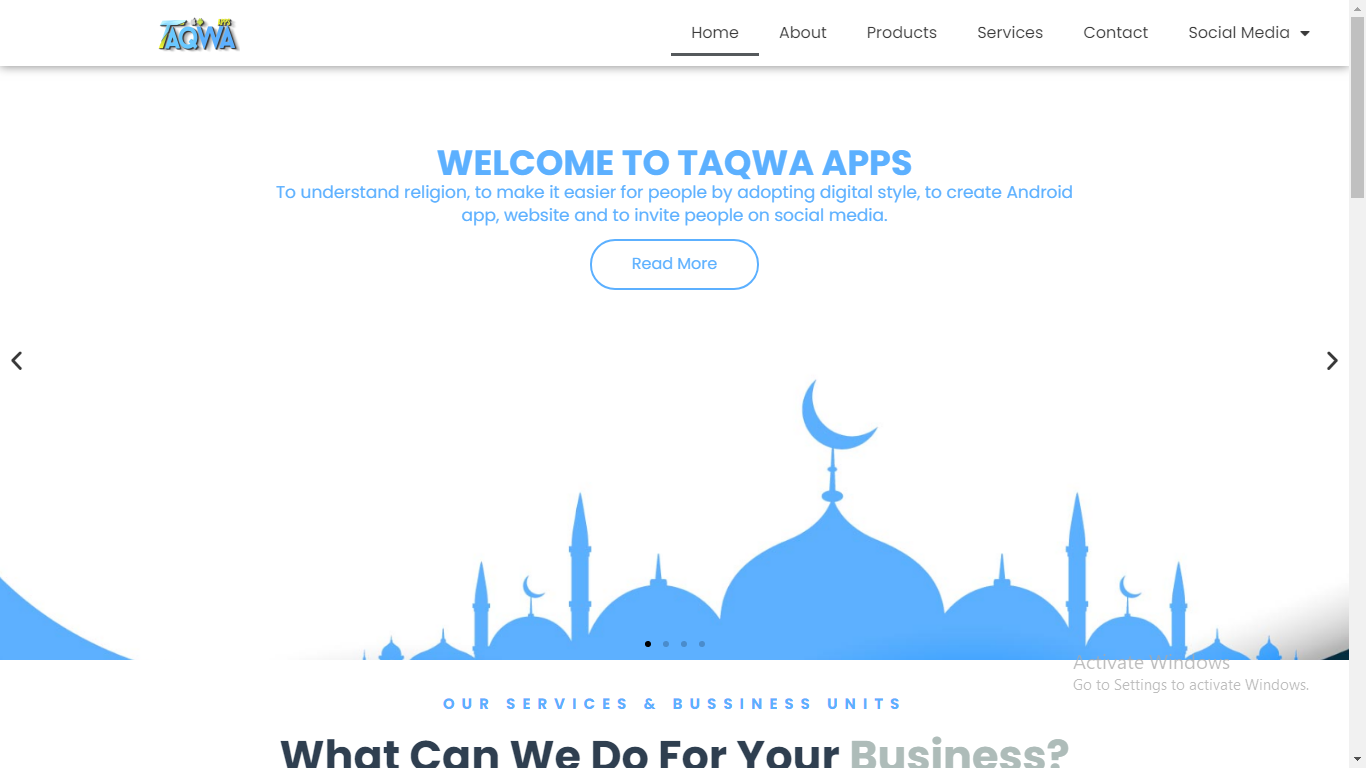 TAQWA APPS
Home About Products Services Contact Social Media
WELCOME TO TAQWA APPS
To understand religion, to make it easier for people by adopting digital style, to create Android
app, website and to invite people on social media.
Read More
Activate Windows
Go to Settings to activate Windows.
OUR SERVICES & BUSSINESS UNITS
What Can We Do For Your Business?